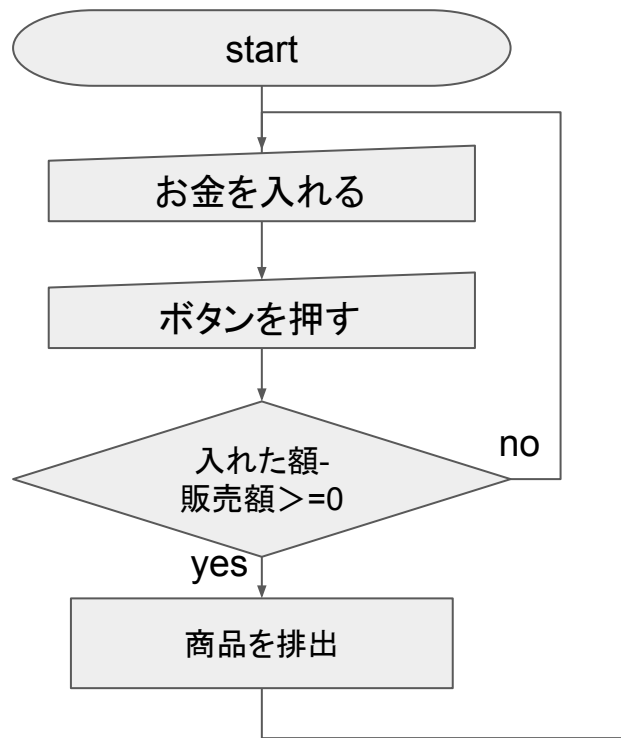 start
お金を入れる
ボタンを押す
入れた額-
販売額＞=0
no
yes
商品を排出